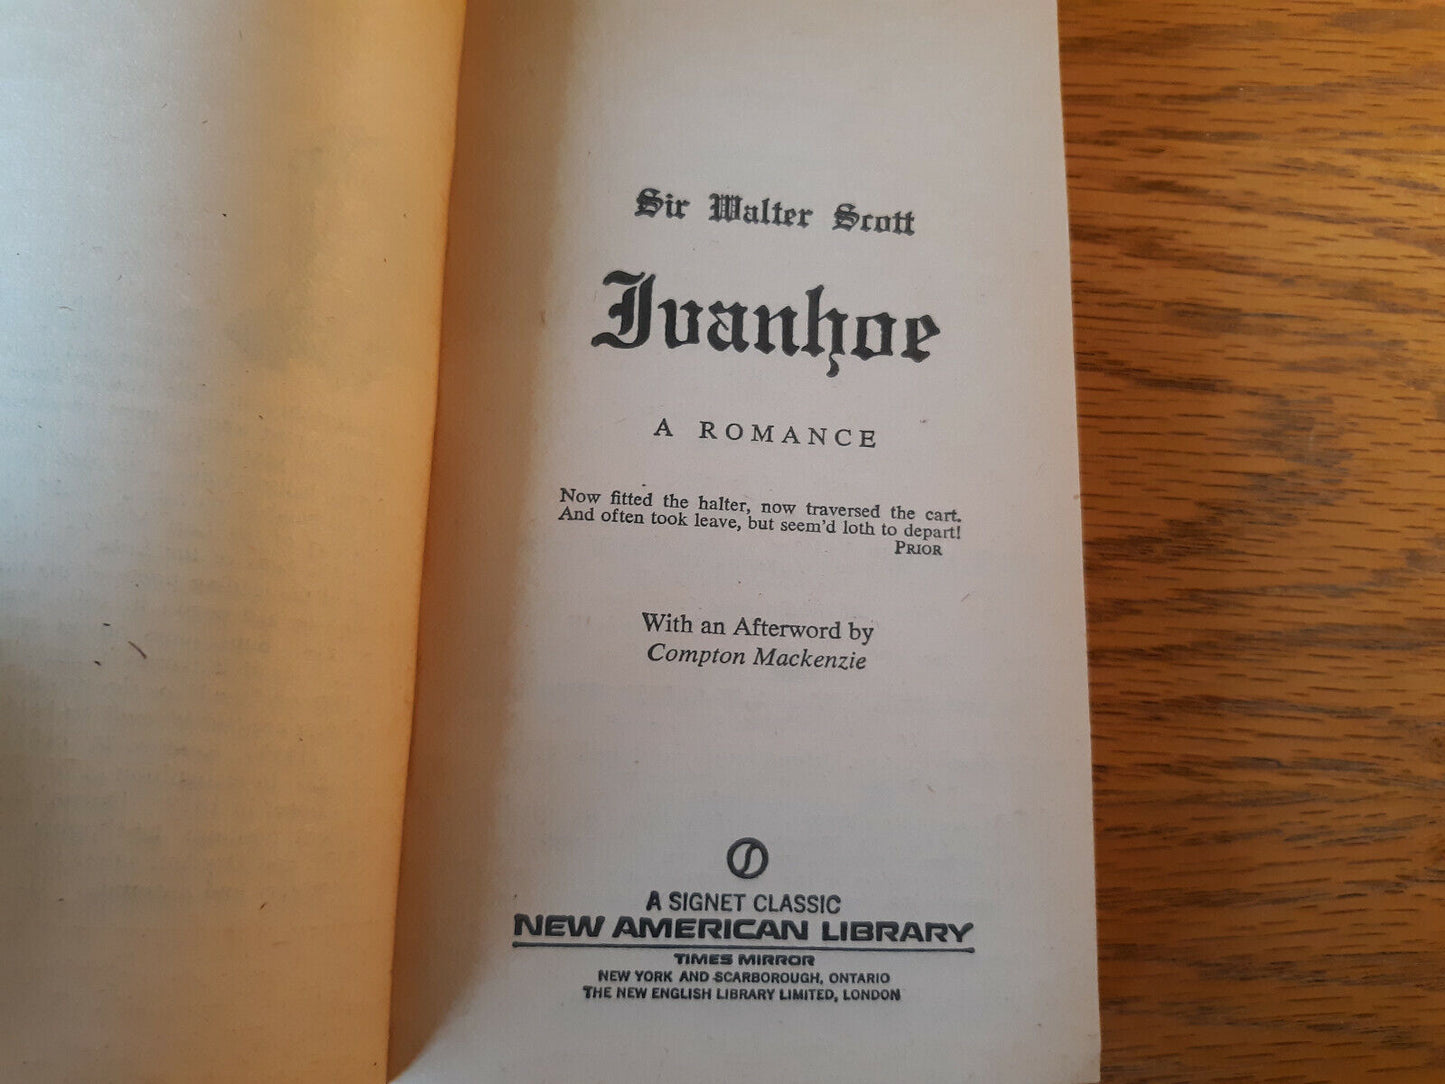 Sir Walter Scott
Ivanhoe
A ROMANCE
Now fitted the halter, now traversed the cart.
And often took leave, but seem'd loth to depart!
PRIOR
With an Afterword by
Compton Mackenzie
A SIGNET CLASSIC
NEW AMERICAN LIBRARY
TIMES MIRROR
NEW YORK AND SCARBOROUGH, ONTARIO
THE NEW ENGLISH LIBRARY LIMITED, LONDON